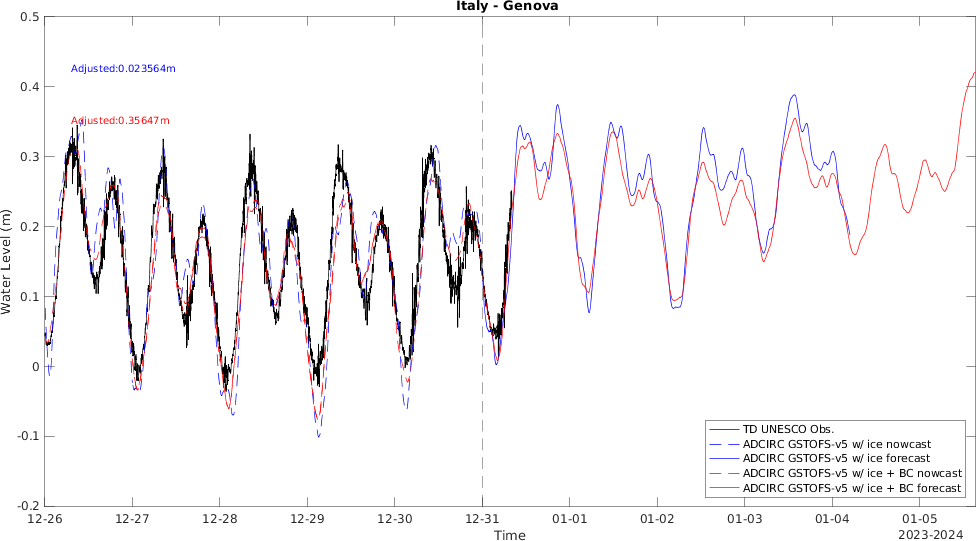 Italy - Genova
0.5
0.4
0.3
0.2
0.1
0
-0.1
-0.2
Water Level (m)
Adjusted:0.023564m
Adjusted:0.35647m
TD UNESCO Obs.
ADCIRC GSTOFS-v5 w/ ice nowcast
ADCIRC GSTOFS-v5 w/ ice forecast
ADCIRC GSTOFS-v5 w/ ice + BC nowcast
ADCIRC GSTOFS-v5 w/ ice + BC forecast
12-26 12-27 12-28 12-29 12-30 12-31 01-01 01-02 01-03 01-04 01-05
Time
2023-2024